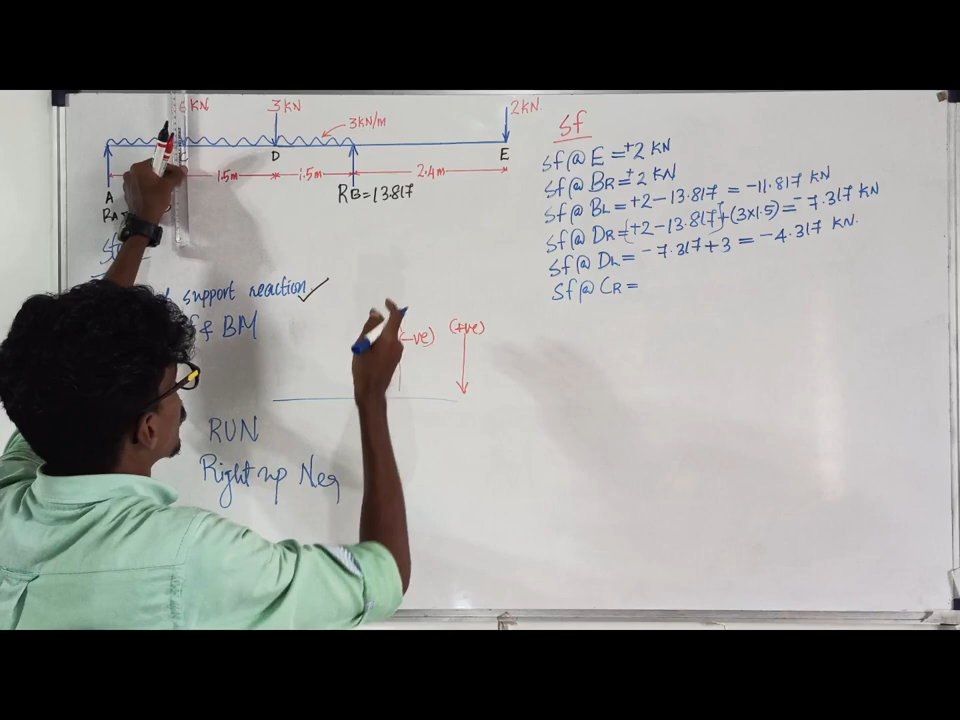 KN
3KN
3KN/m
2KN.
C
D
E
1.5m
1.5m
2.4m
A
RA
RB=13.817
support reaction ✓
& BM
(-ve) (+ve)
RUN
Right up Neg
Sf
Sf@ E = +2 KN
Sf@ BR = +2 KN
Sf@ BL = +2-13.817 = -11.817 KN
Sf@ DR = (+2-13.817)+(3×1.5) = -7.317 KN
Sf@ DL = -7.317+3 = -4.317 KN.
Sf@ CR =